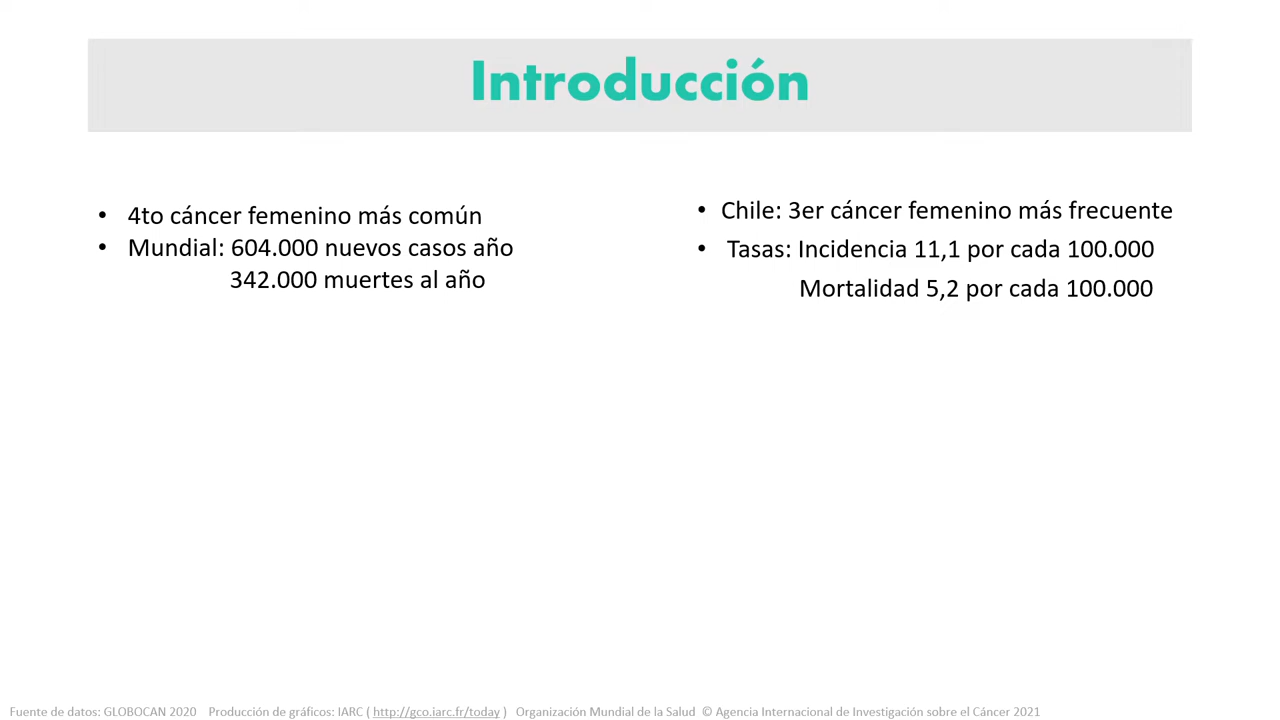 Introducción
• 4to cáncer femenino más común
• Mundial: 604.000 nuevos casos año
342.000 muertes al año
• Chile: 3er cáncer femenino más frecuente
• Tasas: Incidencia 11,1 por cada 100.000
Mortalidad 5,2 por cada 100.000
Fuente de datos: GLOBOCAN 2020 Producción de gráficos: IARC ( http://gco.iarc.fr/today ) Organización Mundial de la Salud © Agencia Internacional de Investigación sobre el Cáncer 2021